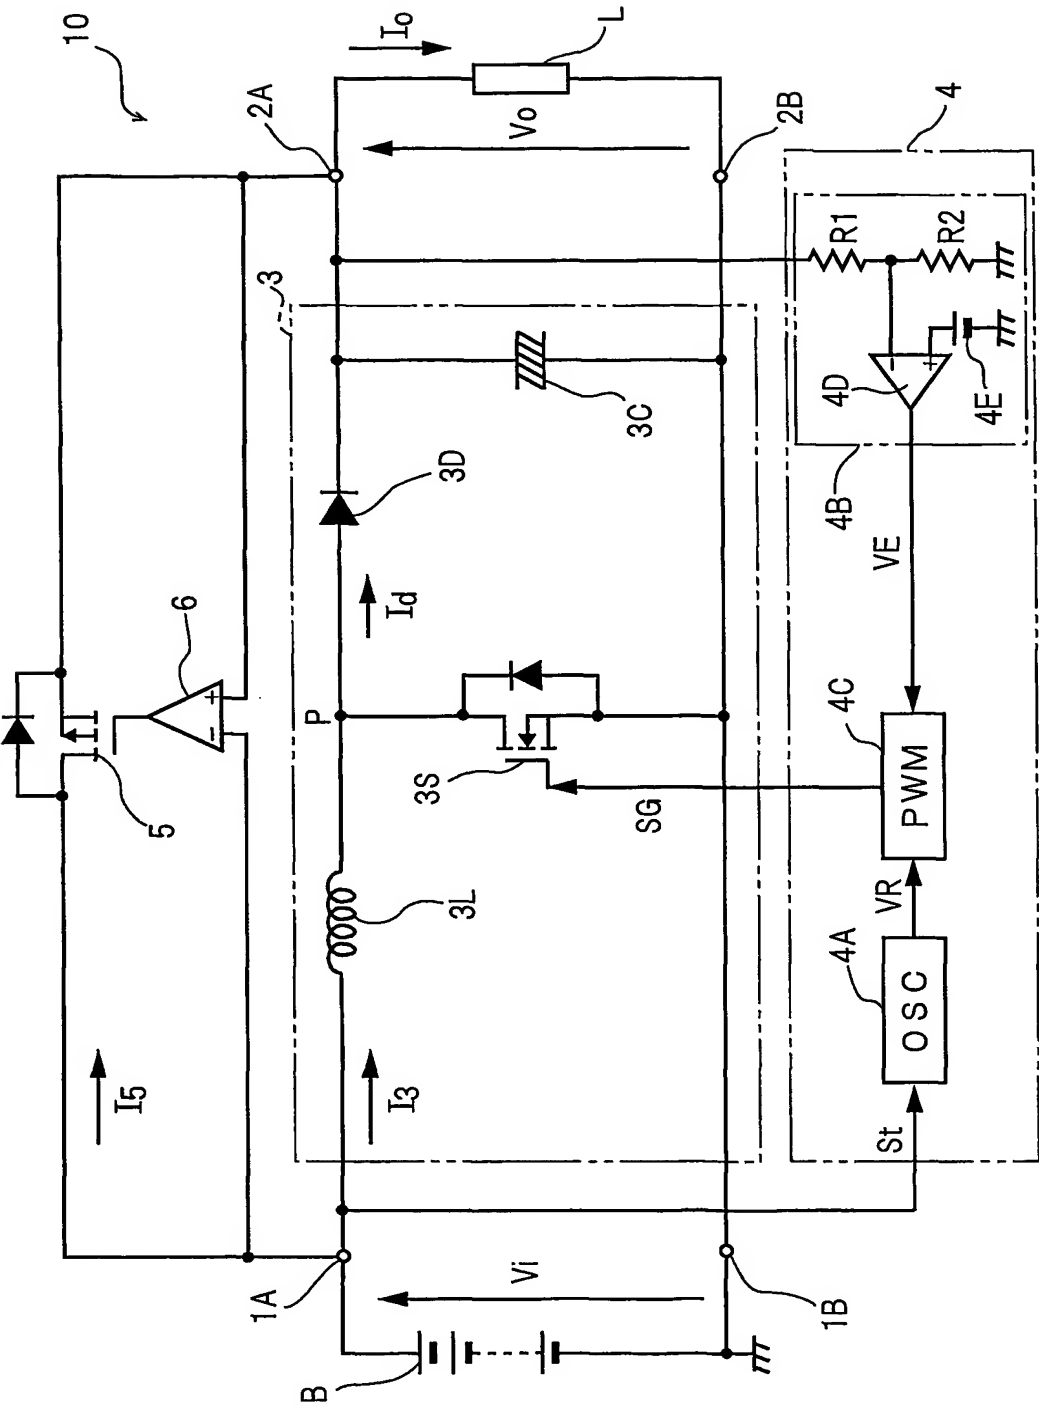 10
Io
L
2A
Vo
2B
4
3
R1
R2
3C
4D
4E
4B
3D
VE
6
Id
P
5
3S
SG
4C
PWM
3L
VR
4A
OSC
I5
I3
St
1A
Vi
1B
B
+
−
−
+